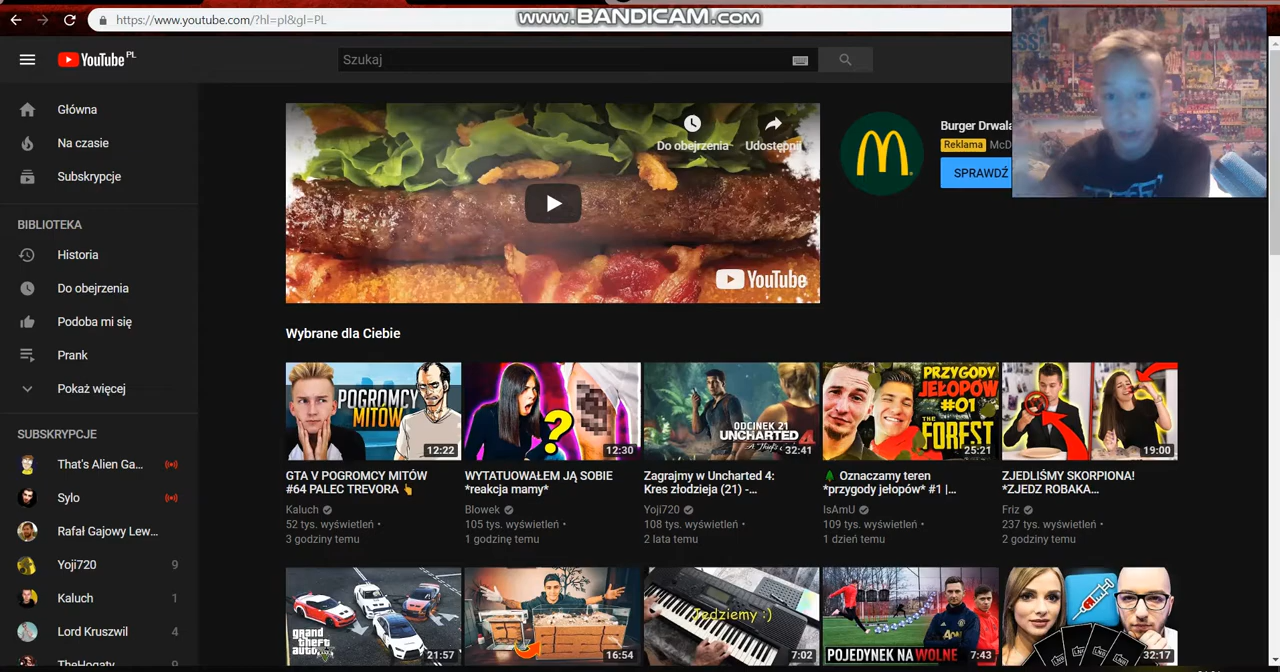 https://www.youtube.com/?hl=pl&gl=PL
www.BANDICAM.com
YouTube PL
Szukaj
Główna
Na czasie
Subskrypcje
BIBLIOTEKA
Historia
Do obejrzenia
Podoba mi się
Prank
Pokaż więcej
SUBSKRYPCJE
That's Alien Ga...
Sylo
Rafał Gajowy Lew...
Yoji720 9
Kaluch 1
Lord Kruszwil 4
TheHogaty 9
Do obejrzenia
Udostępnij
YouTube
Burger Drwala
Reklama McD
SPRAWDŹ
Wybrane dla Ciebie
POGROMCY
MITÓW
12:22
GTA V POGROMCY MITÓW
#64 PALEC TREVORA 👆
Kaluch
52 tys. wyświetleń •
3 godziny temu
?
12:30
WYTATUOWAŁEM JĄ SOBIE
*reakcja mamy*
Blowek
105 tys. wyświetleń •
1 godzinę temu
ODCINEK 21
UNCHARTED 4
32:41
Zagrajmy w Uncharted 4:
Kres złodzieja (21) -...
Yoji720
108 tys. wyświetleń •
2 lata temu
PRZYGODY
JEŁOPÓW
#01
THE
FOREST
25:21
🌲 Oznaczamy teren
*przygody jełopów* #1 |...
IsAmU
109 tys. wyświetleń •
1 dzień temu
19:00
ZJEDLIŚMY SKORPIONA!
*ZJEDZ ROBAKA...
Friz
237 tys. wyświetleń •
2 godziny temu
grand
theft
auto V
21:57
16:54
Jedziemy :)
7:02
POJEDYNEK NA WOLNE
7:43
32:17